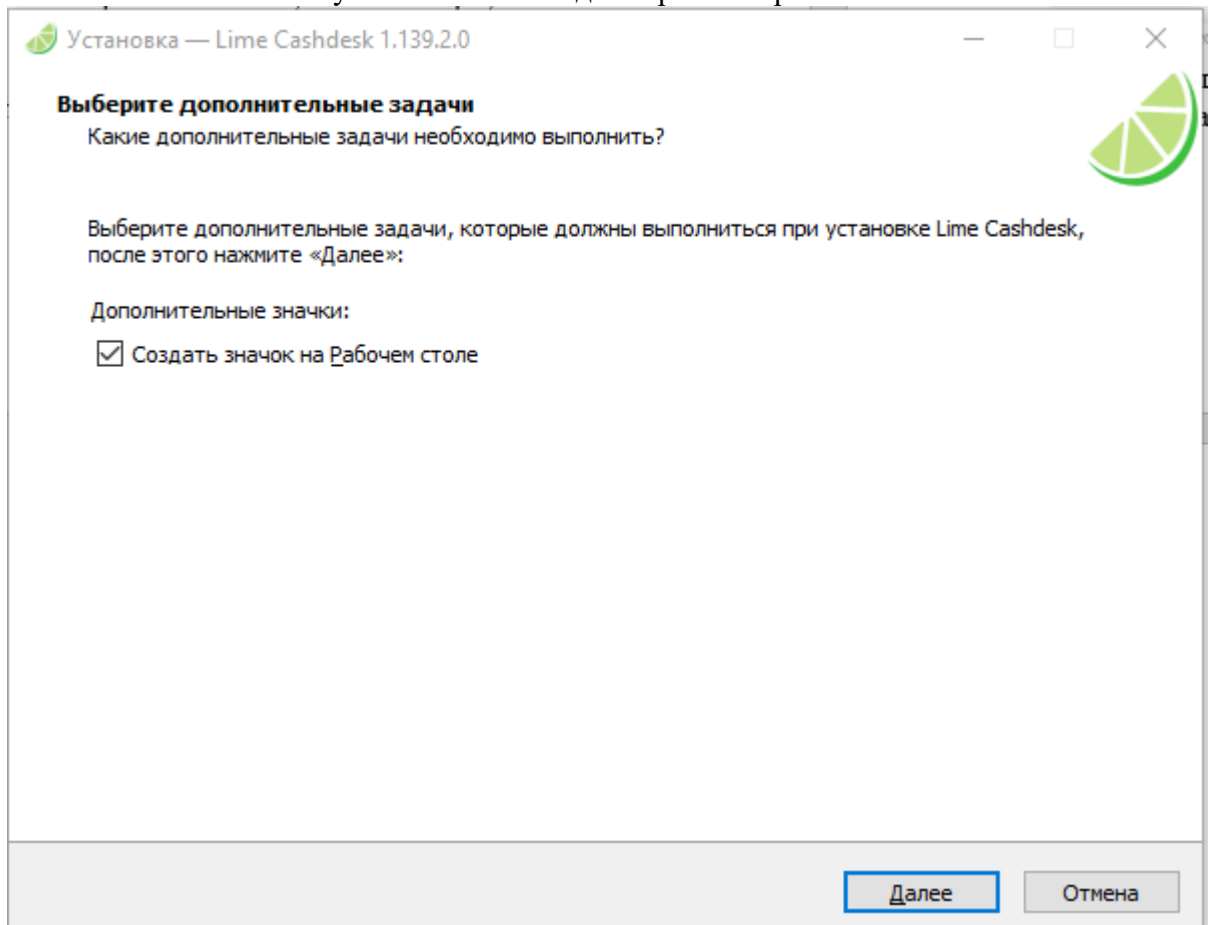 Установка — Lime Cashdesk 1.139.2.0
Выберите дополнительные задачи
Какие дополнительные задачи необходимо выполнить?
Выберите дополнительные задачи, которые должны выполниться при установке Lime Cashdesk,
после этого нажмите «Далее»:
Дополнительные значки:
Создать значок на Рабочем столе
Далее
Отмена